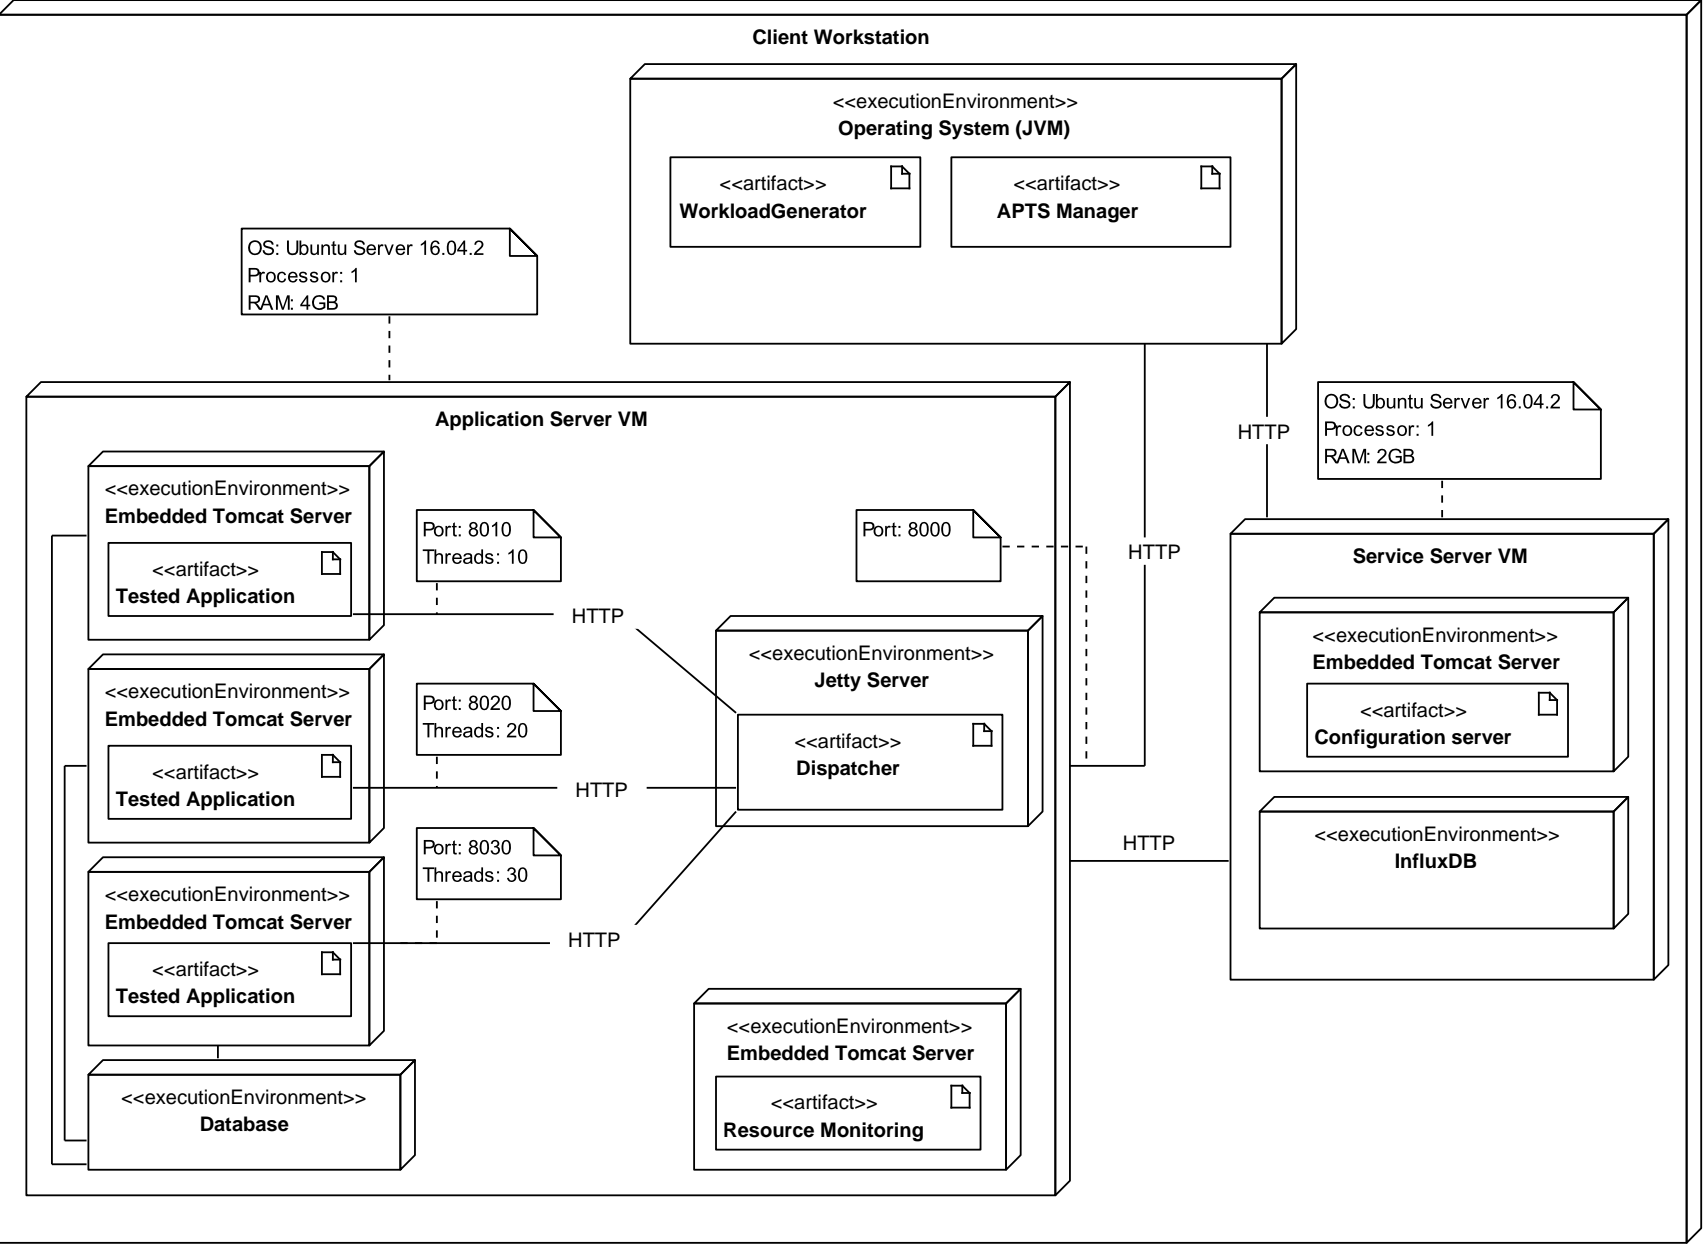 Client Workstation
<<executionEnvironment>>
Operating System (JVM)
<<artifact>>
WorkloadGenerator
<<artifact>>
APTS Manager
OS: Ubuntu Server 16.04.2
Processor: 1
RAM: 4GB
HTTP
OS: Ubuntu Server 16.04.2
Processor: 1
RAM: 2GB
Application Server VM
<<executionEnvironment>>
Embedded Tomcat Server
<<artifact>>
Tested Application
Port: 8010
Threads: 10
HTTP
Port: 8000
HTTP
<<executionEnvironment>>
Embedded Tomcat Server
<<artifact>>
Tested Application
Port: 8020
Threads: 20
HTTP
<<executionEnvironment>>
Jetty Server
<<artifact>>
Dispatcher
<<executionEnvironment>>
Embedded Tomcat Server
<<artifact>>
Tested Application
Port: 8030
Threads: 30
HTTP
HTTP
<<executionEnvironment>>
Database
<<executionEnvironment>>
Embedded Tomcat Server
<<artifact>>
Resource Monitoring
Service Server VM
<<executionEnvironment>>
Embedded Tomcat Server
<<artifact>>
Configuration server
<<executionEnvironment>>
InfluxDB